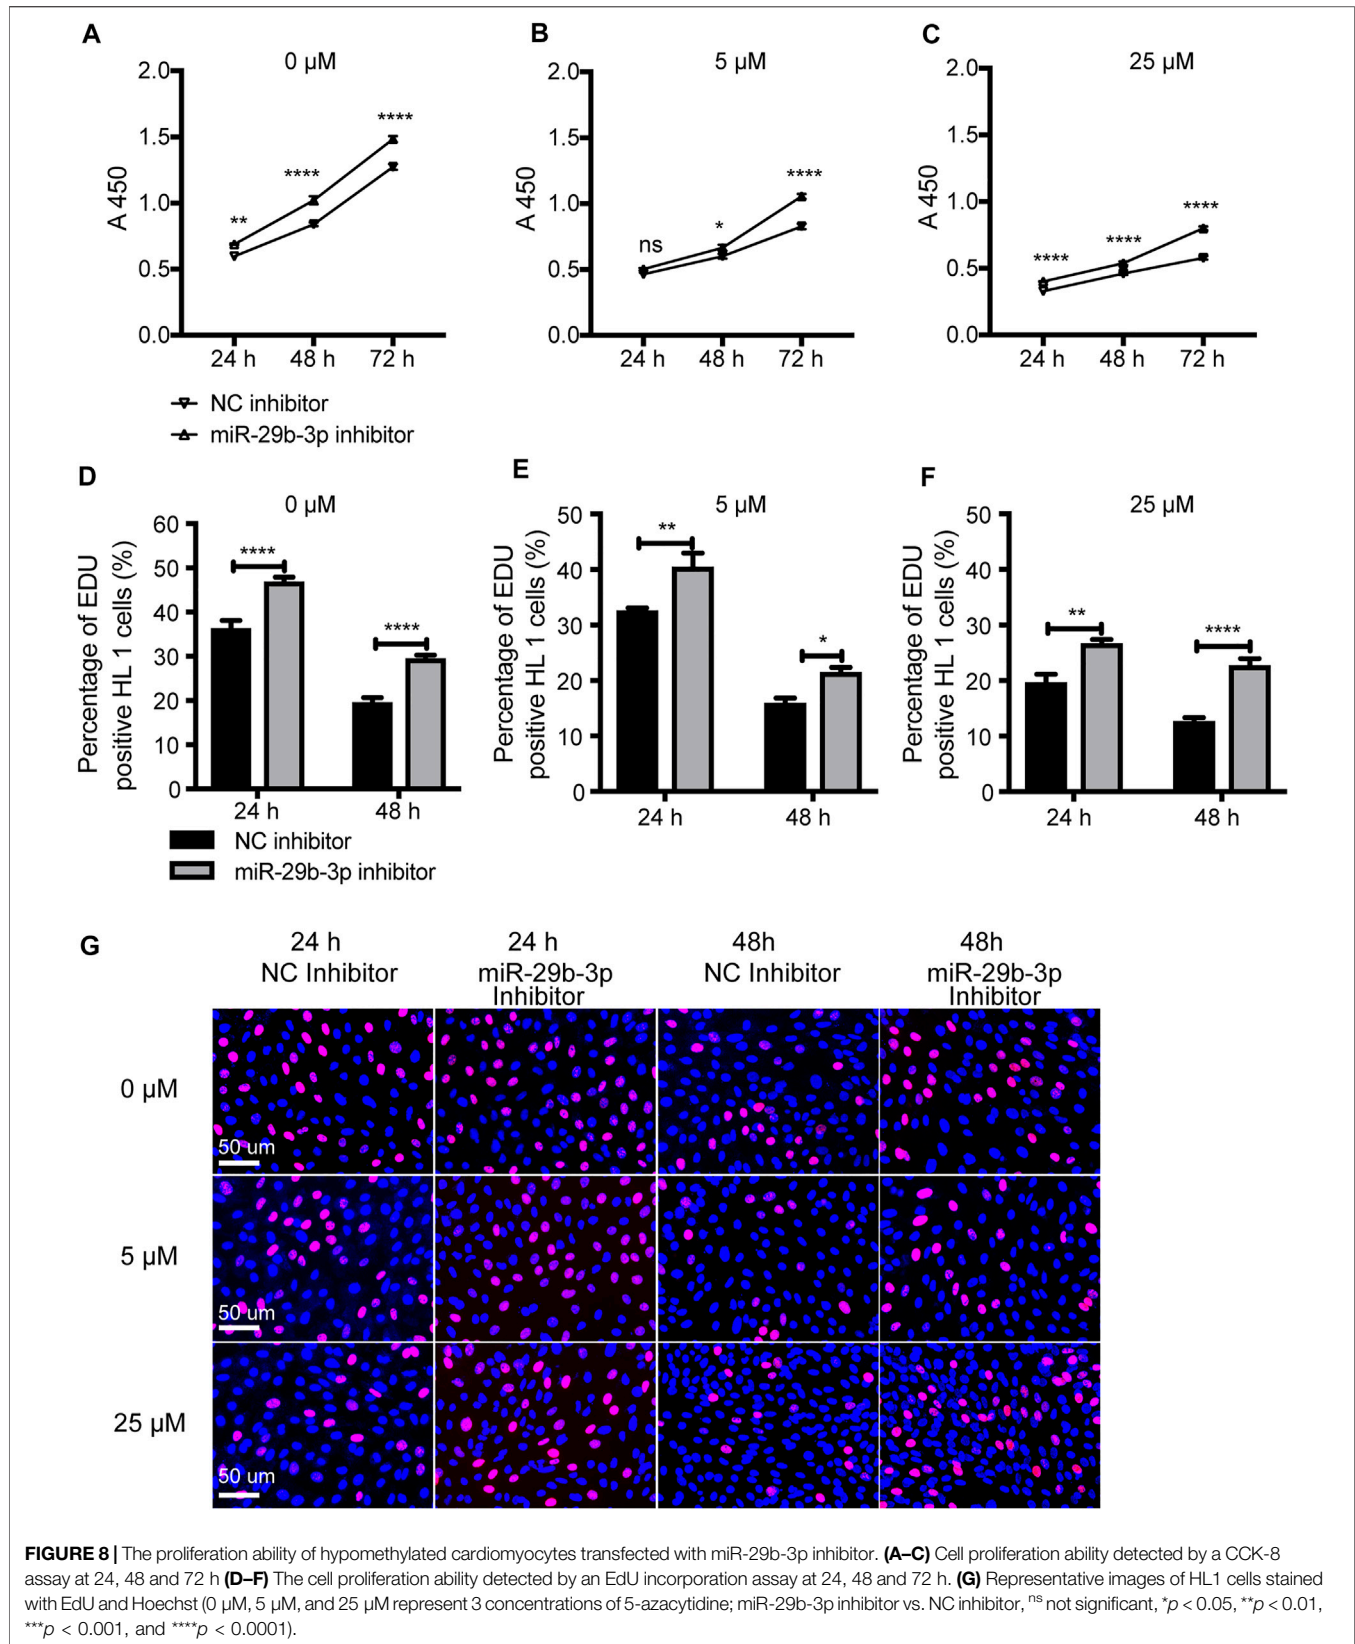 A
B
C
0 µM
5 µM
25 µM
2.0
1.5
1.0
0.5
0.0
A 450
**
****
****
24 h 48 h 72 h
2.0
1.5
1.0
0.5
0.0
A 450
ns
*
****
24 h 48 h 72 h
2.0
1.5
1.0
0.5
0.0
A 450
****
****
****
24 h 48 h 72 h
NC inhibitor
miR-29b-3p inhibitor
D
E
F
0 µM
5 µM
25 µM
Percentage of EDU
positive HL 1 cells (%)
60
50
40
30
20
10
0
****
****
24 h 48 h
Percentage of EDU
positive HL 1 cells (%)
50
40
30
20
10
0
**
*
24 h 48 h
Percentage of EDU
positive HL 1 cells (%)
50
40
30
20
10
0
**
****
24 h 48 h
NC inhibitor
miR-29b-3p inhibitor
G
24 h
NC Inhibitor
24 h
miR-29b-3p
Inhibitor
48h
NC Inhibitor
48h
miR-29b-3p
Inhibitor
0 µM
50 um
5 µM
50 um
25 µM
50 um
FIGURE 8 | The proliferation ability of hypomethylated cardiomyocytes transfected with miR-29b-3p inhibitor. (A–C) Cell proliferation ability detected by a CCK-8
assay at 24, 48 and 72 h (D–F) The cell proliferation ability detected by an EdU incorporation assay at 24, 48 and 72 h. (G) Representative images of HL1 cells stained
with EdU and Hoechst (0 µM, 5 µM, and 25 µM represent 3 concentrations of 5-azacytidine; miR-29b-3p inhibitor vs. NC inhibitor, ns not significant, *p < 0.05, **p < 0.01,
***p < 0.001, and ****p < 0.0001).